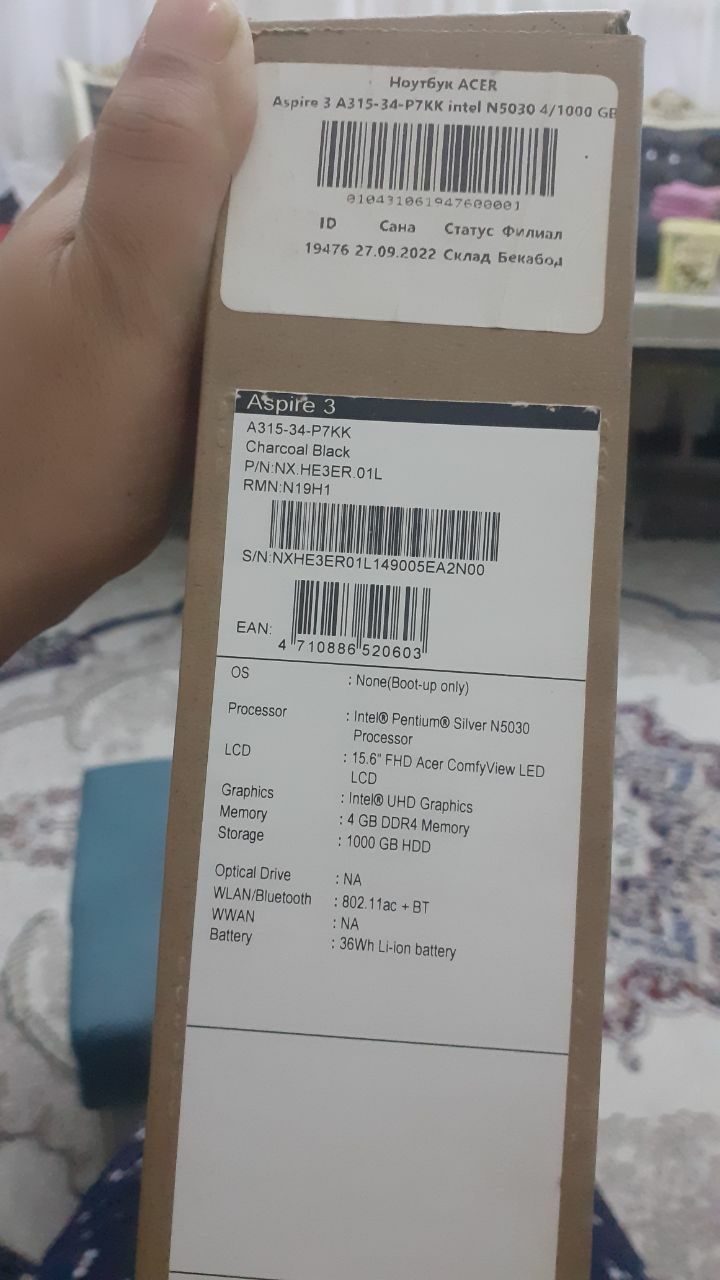 Ноутбук ACER
Aspire 3 A315-34-P7KK intel N5030 4/1000 GB
010431061947600001
ID Сана Статус Филиал
19476 27.09.2022 Склад Бекабод
Aspire 3
A315-34-P7KK
Charcoal Black
P/N:NX.HE3ER.01L
RMN:N19H1
S/N:NXHE3ER01L149005EA2N00
EAN:
4 710886 520603
OS : None(Boot-up only)
Processor : Intel® Pentium® Silver N5030
Processor
LCD : 15.6" FHD Acer ComfyView LED
LCD
Graphics : Intel® UHD Graphics
Memory : 4 GB DDR4 Memory
Storage : 1000 GB HDD
Optical Drive : NA
WLAN/Bluetooth : 802.11ac + BT
WWAN : NA
Battery : 36Wh Li-ion battery